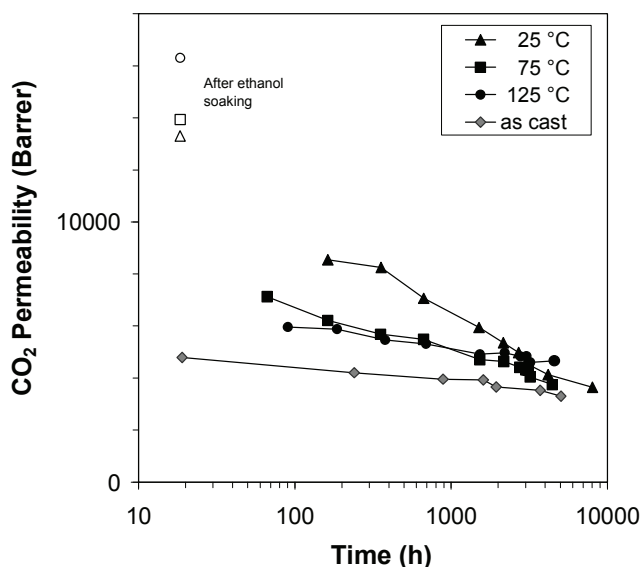 CO₂ Permeability (Barrer)
10000
0
After ethanol
soaking
25 °C
75 °C
125 °C
as cast
10
100
1000
10000
Time (h)